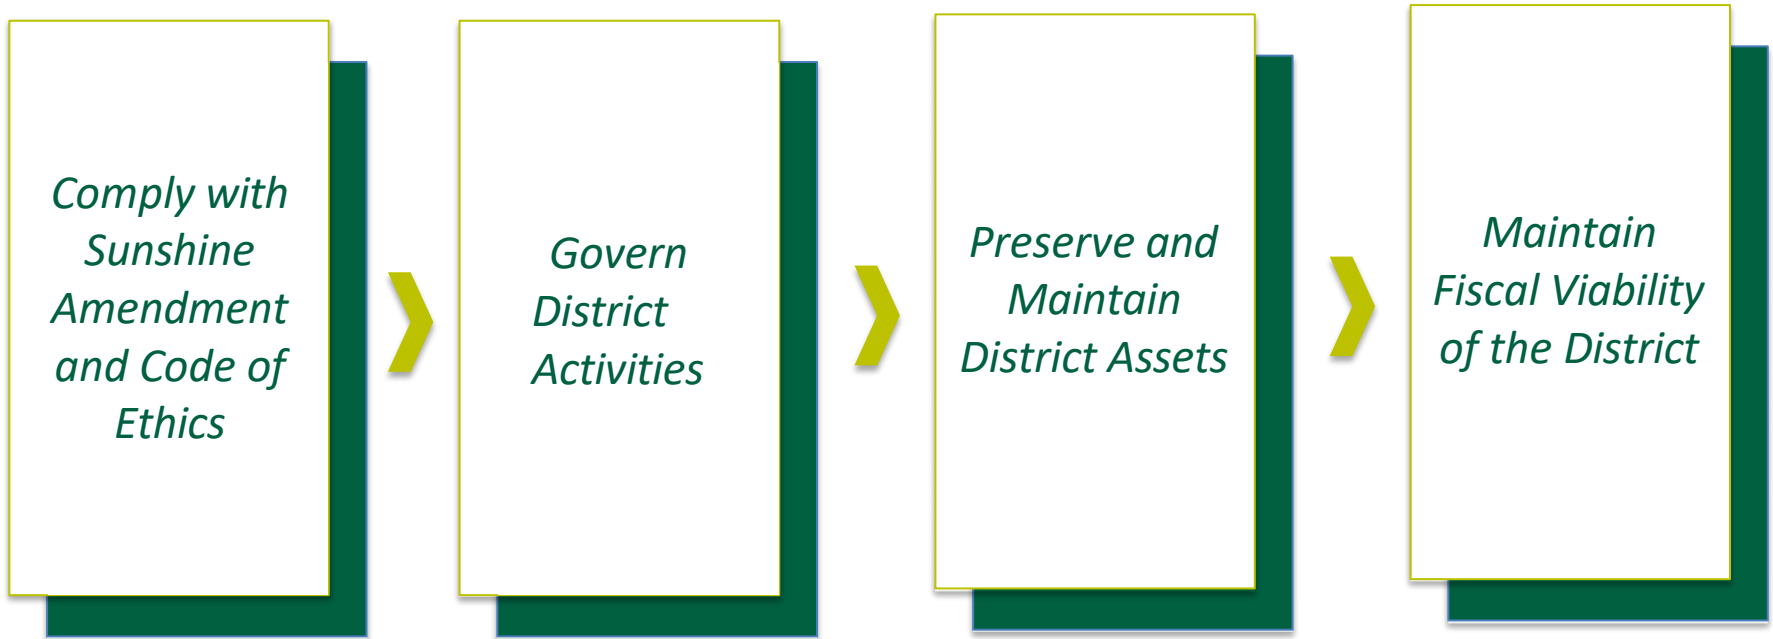 Comply with
Sunshine
Amendment
and Code of
Ethics
Govern
District
Activities
Preserve and
Maintain
District Assets
Maintain
Fiscal Viability
of the District